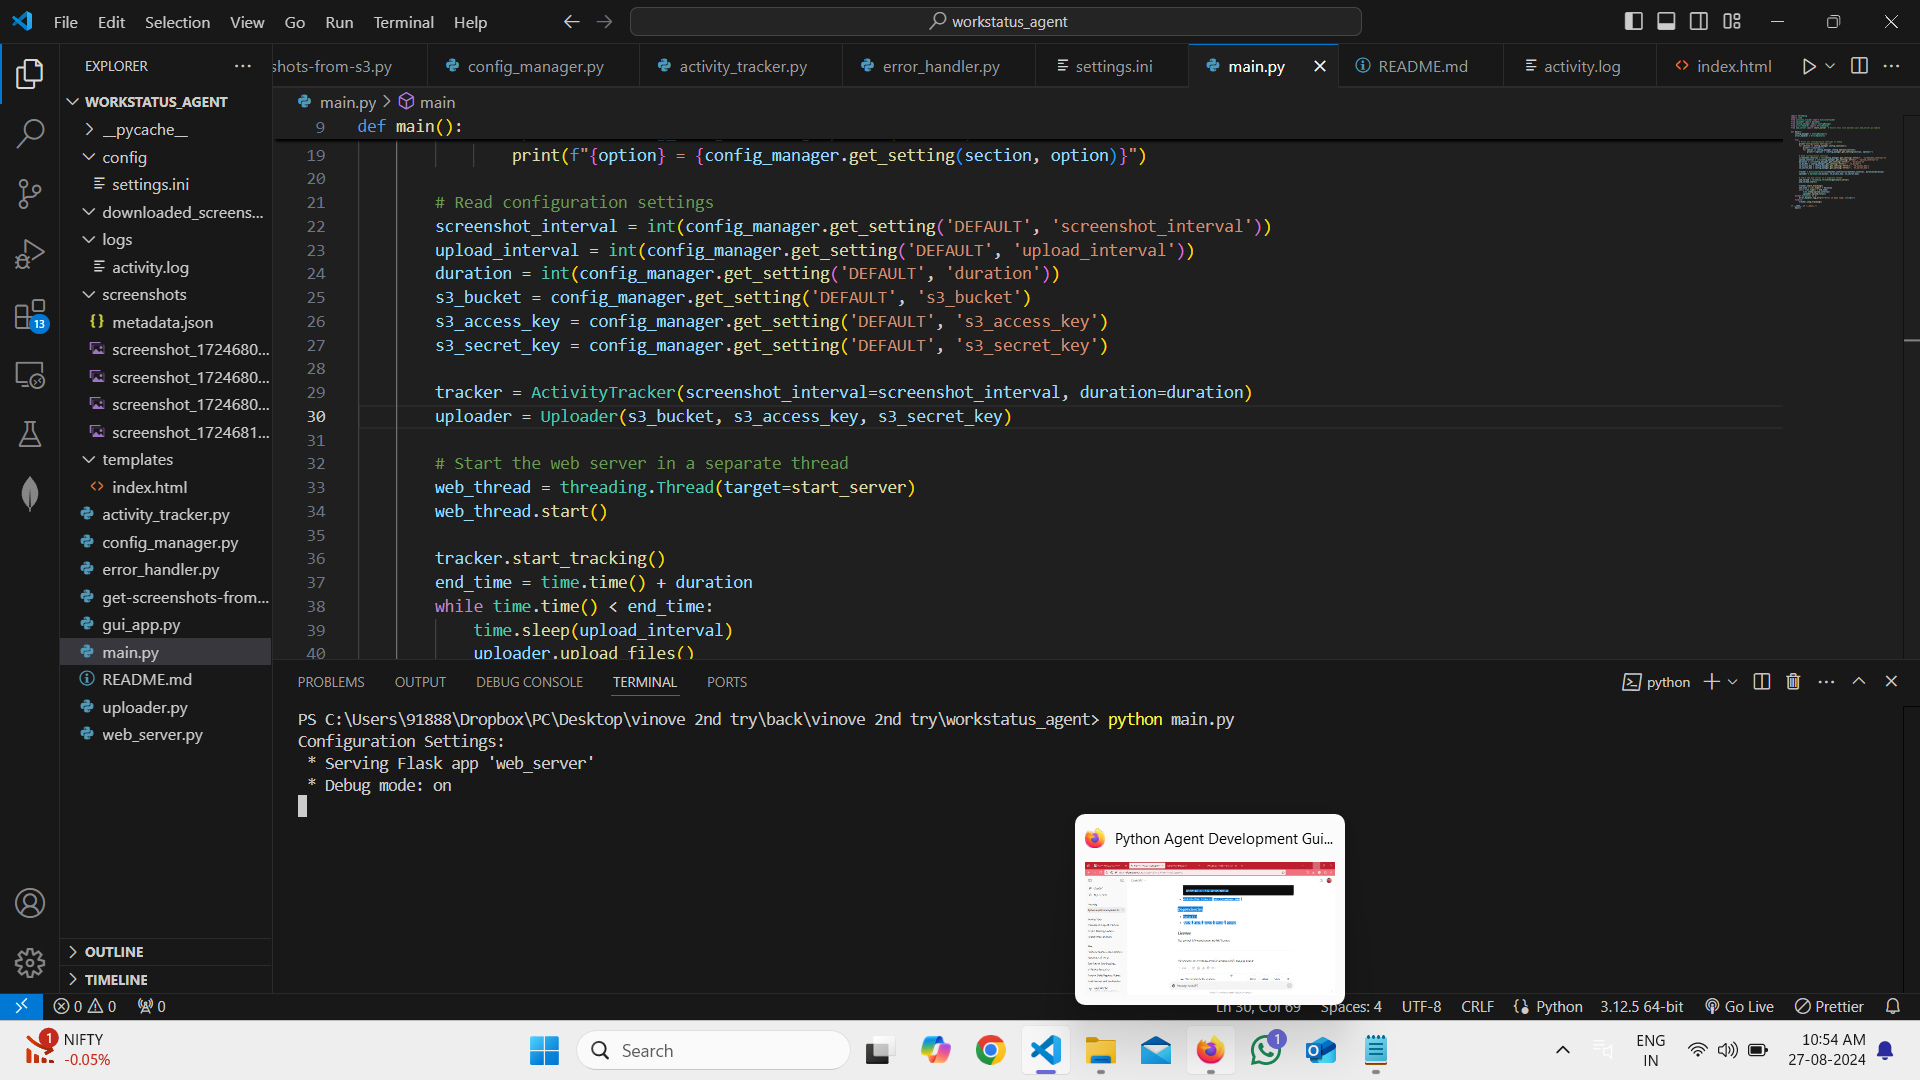 File Edit Selection View Go Run Terminal Help
workstatus_agent
EXPLORER
shots-from-s3.py
config_manager.py
activity_tracker.py
error_handler.py
settings.ini
main.py
README.md
activity.log
index.html
WORKSTATUS_AGENT
__pycache__
config
settings.ini
downloaded_screens...
logs
activity.log
screenshots
metadata.json
screenshot_1724680...
screenshot_1724680...
screenshot_1724680...
screenshot_1724681...
templates
index.html
activity_tracker.py
config_manager.py
error_handler.py
get-screenshots-from...
gui_app.py
main.py
README.md
uploader.py
web_server.py
OUTLINE
TIMELINE
13
main.py > main
9 def main():
19 print(f"{option} = {config_manager.get_setting(section, option)}")
20
21 # Read configuration settings
22 screenshot_interval = int(config_manager.get_setting('DEFAULT', 'screenshot_interval'))
23 upload_interval = int(config_manager.get_setting('DEFAULT', 'upload_interval'))
24 duration = int(config_manager.get_setting('DEFAULT', 'duration'))
25 s3_bucket = config_manager.get_setting('DEFAULT', 's3_bucket')
26 s3_access_key = config_manager.get_setting('DEFAULT', 's3_access_key')
27 s3_secret_key = config_manager.get_setting('DEFAULT', 's3_secret_key')
28
29 tracker = ActivityTracker(screenshot_interval=screenshot_interval, duration=duration)
30 uploader = Uploader(s3_bucket, s3_access_key, s3_secret_key)
31
32 # Start the web server in a separate thread
33 web_thread = threading.Thread(target=start_server)
34 web_thread.start()
35
36 tracker.start_tracking()
37 end_time = time.time() + duration
38 while time.time() < end_time:
39 time.sleep(upload_interval)
40 uploader.upload_files()
PROBLEMS OUTPUT DEBUG CONSOLE TERMINAL PORTS
python
PS C:\Users\91888\Dropbox\PC\Desktop\vinove 2nd try\back\vinove 2nd try\workstatus_agent> python main.py
Configuration Settings:
* Serving Flask app 'web_server'
* Debug mode: on
Python Agent Development Gui...
0 0 0
Ln 30, Col 69 Spaces: 4 UTF-8 CRLF Python 3.12.5 64-bit Go Live Prettier
1 NIFTY
-0.05%
Search
1
ENG
IN
10:54 AM
27-08-2024